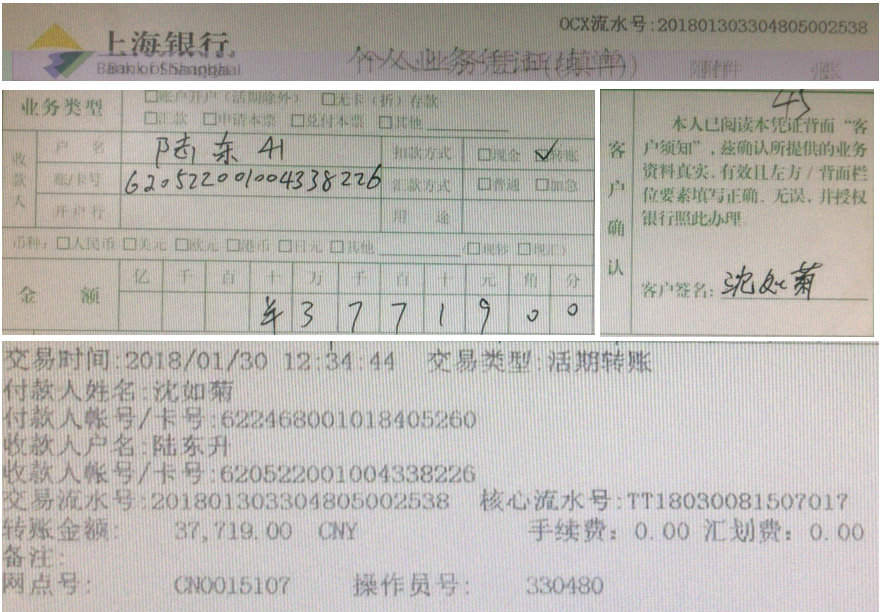 OCX流水号:201801303304805002538
上海银行
Bank of Shanghai
个人业务凭证(填单)
附件 张
业务类型 □账户开户(活期除外) □无卡(折)存款
□汇款 □申请本票 □兑付本票 □其他
收款人 户名 陆东升 扣款方式 □现金 ☑转账
账/卡号 620522001004338226 汇款方式 □普通 □加急
开户行 用途
币种: □人民币 □美元 □欧元 □港币 □日元 □其他 (□现钞 □现汇)
金额 亿 千 百 十 万 千 百 十 元 角 分
¥ 3 7 7 1 9 0 0
45
客户确认
本人已阅读本凭证背面“客
户须知”,兹确认所提供的业务
资料真实、有效且左方/背面栏
位要素填写正确、无误,并授权
银行照此办理。
客户签名: 沈如菊
交易时间:2018/01/30 12:34:44 交易类型:活期转账
付款人姓名:沈如菊
付款人帐号/卡号:622468001018405260
收款人户名:陆东升
收款人帐号/卡号:620522001004338226
交易流水号:201801303304805002538 核心流水号:TT18030081507017
转账金额: 37,719.00 CNY 手续费: 0.00 汇划费: 0.00
备注:
网点号: CN0015107 操作员号: 330480